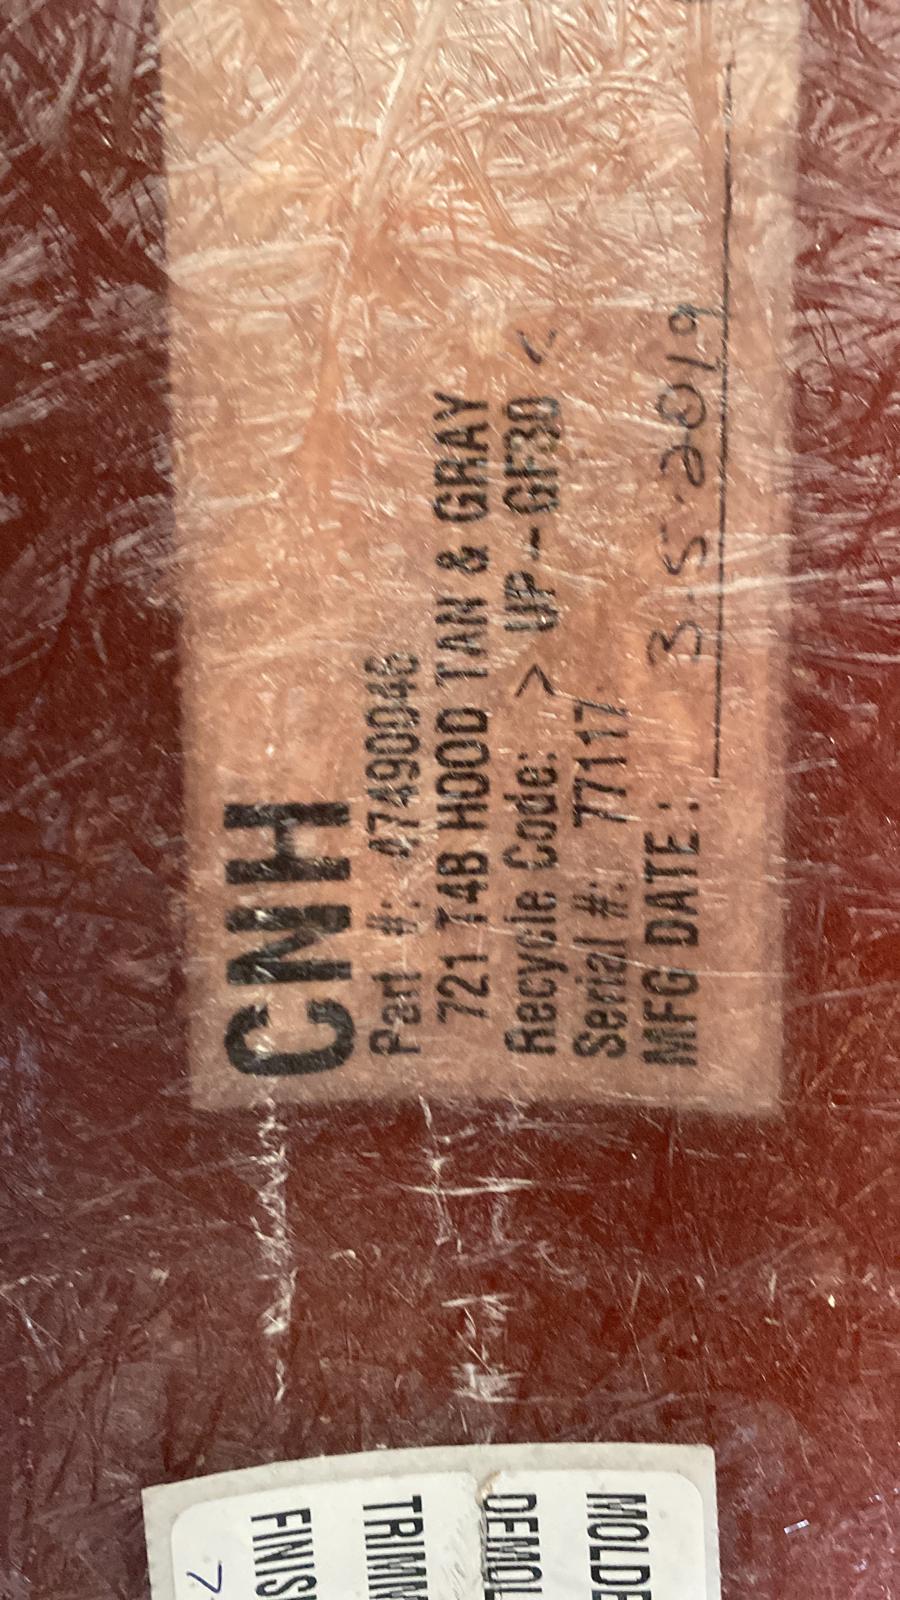 CNH
Part #: 47490046
721 T4B HOOD TAN & GRAY
Recycle Code: > UP-GF30 <
Serial #: 77117
MFG DATE: 3-5-2019
MOLDE
DEMOL
TRIMM
FINIS
7